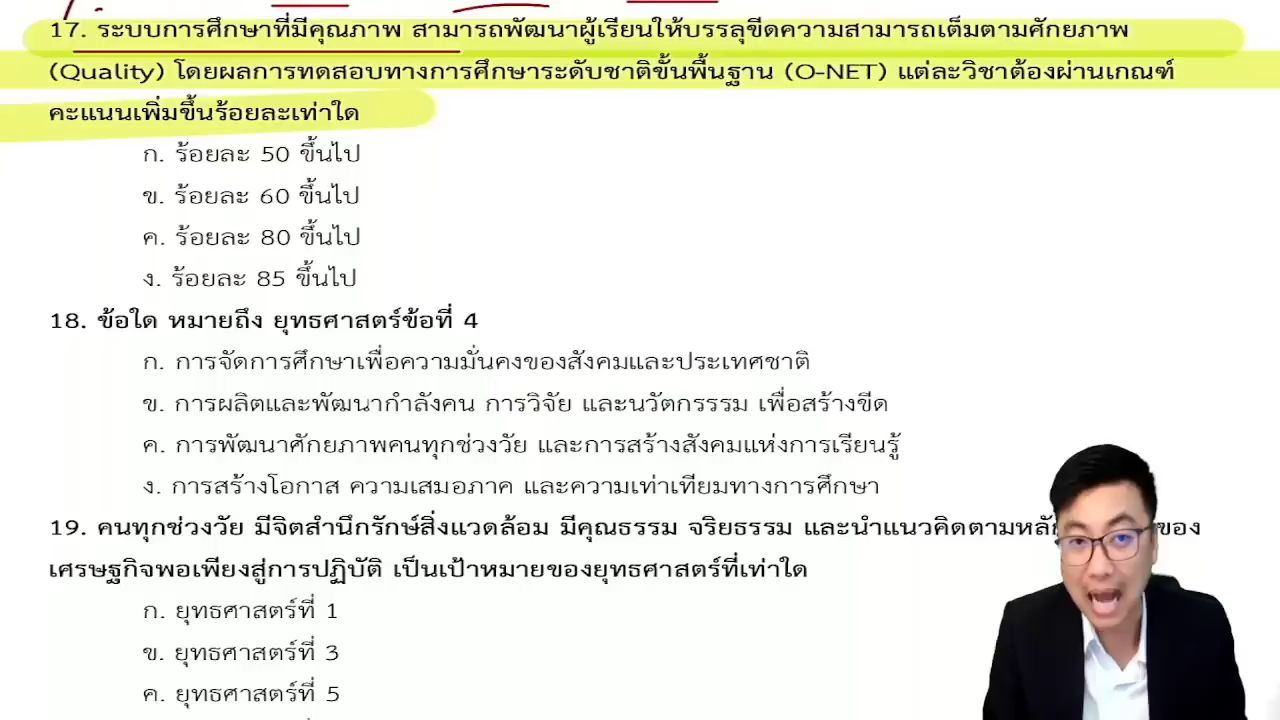 17. ระบบการศึกษาที่มีคุณภาพ สามารถพัฒนาผู้เรียนให้บรรลุขีดความสามารถเต็มตามศักยภาพ
(Quality) โดยผลการทดสอบทางการศึกษาระดับชาติขั้นพื้นฐาน (O-NET) แต่ละวิชาต้องผ่านเกณฑ์
คะแนนเพิ่มขึ้นร้อยละเท่าใด
ก. ร้อยละ 50 ขึ้นไป
ข. ร้อยละ 60 ขึ้นไป
ค. ร้อยละ 80 ขึ้นไป
ง. ร้อยละ 85 ขึ้นไป
18. ข้อใด หมายถึง ยุทธศาสตร์ข้อที่ 4
ก. การจัดการศึกษาเพื่อความมั่นคงของสังคมและประเทศชาติ
ข. การผลิตและพัฒนากำลังคน การวิจัย และนวัตกรรรม เพื่อสร้างขีด
ค. การพัฒนาศักยภาพคนทุกช่วงวัย และการสร้างสังคมแห่งการเรียนรู้
ง. การสร้างโอกาส ความเสมอภาค และความเท่าเทียมทางการศึกษา
19. คนทุกช่วงวัย มีจิตสำนึกรักษ์สิ่งแวดล้อม มีคุณธรรม จริยธรรม และนำแนวคิดตามหลัก ของ
เศรษฐกิจพอเพียงสู่การปฏิบัติ เป็นเป้าหมายของยุทธศาสตร์ที่เท่าใด
ก. ยุทธศาสตร์ที่ 1
ข. ยุทธศาสตร์ที่ 3
ค. ยุทธศาสตร์ที่ 5